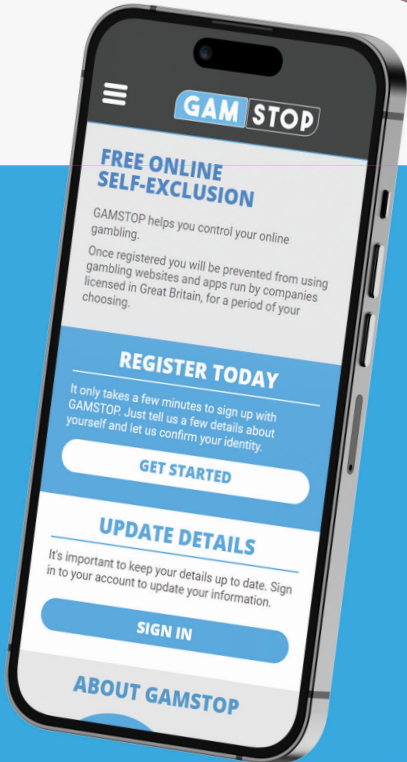 GAMSTOP
FREE ONLINE
SELF-EXCLUSION
GAMSTOP helps you control your online
gambling.
Once registered you will be prevented from using
gambling websites and apps run by companies
licensed in Great Britain, for a period of your
choosing.
REGISTER TODAY
It only takes a few minutes to sign up with
GAMSTOP. Just tell us a few details about
yourself and let us confirm your identity.
GET STARTED
UPDATE DETAILS
It's important to keep your details up to date. Sign
in to your account to update your information.
SIGN IN
ABOUT GAMSTOP